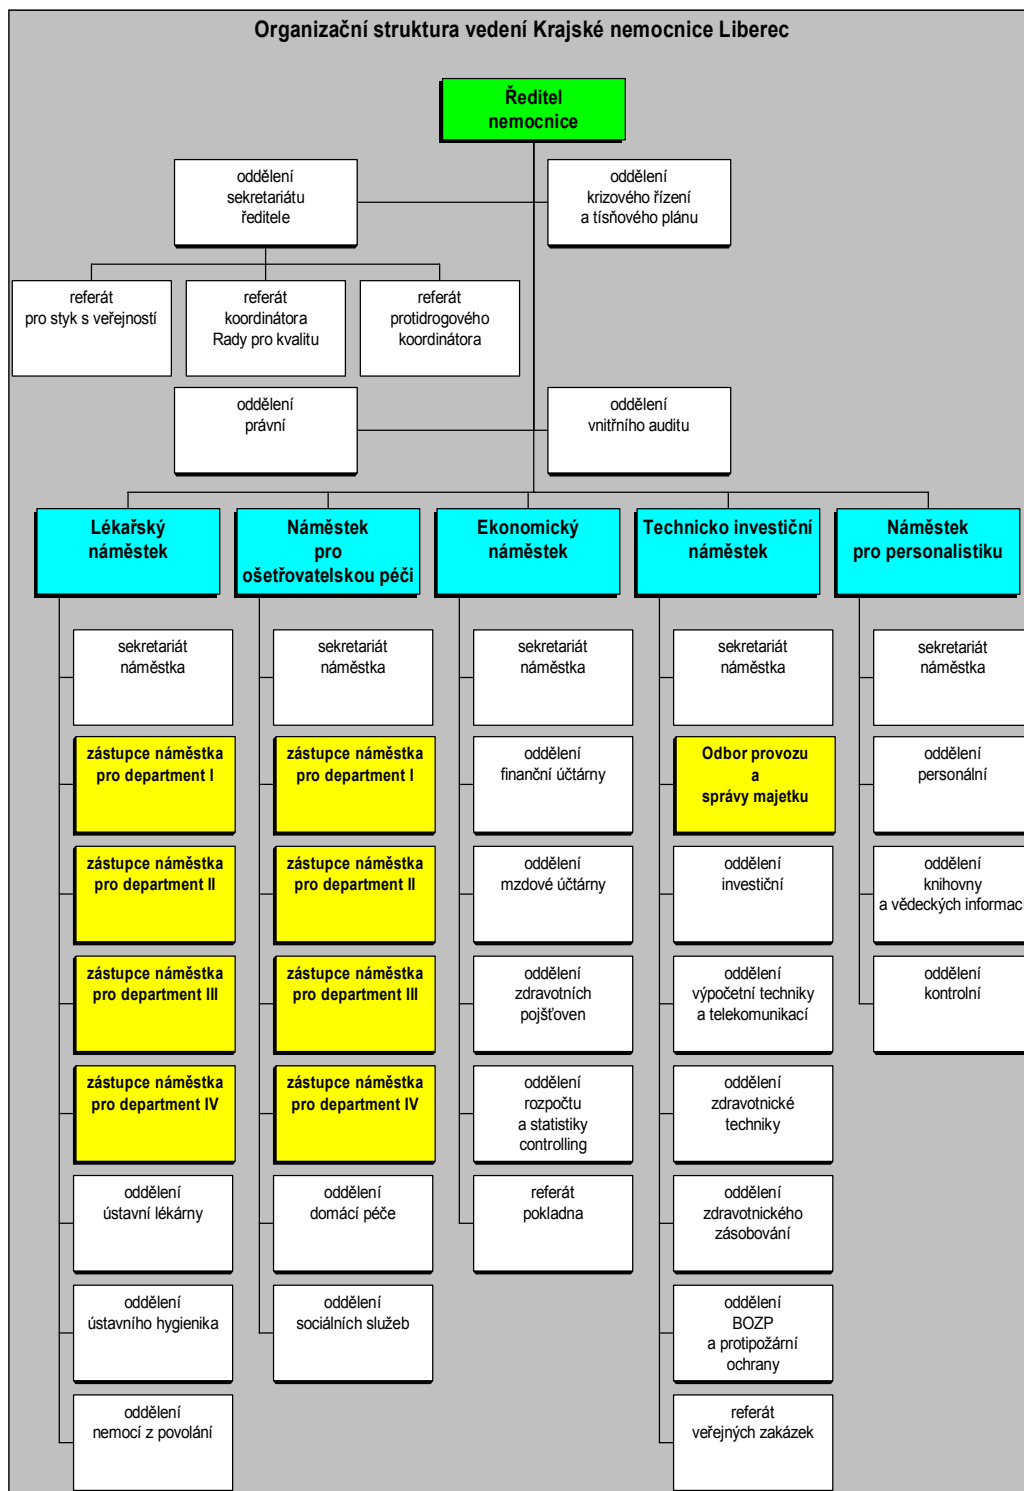 Organizační struktura vedení Krajské nemocnice Liberec
Ředitel
nemocnice
oddělení
sekretariátu
ředitele
oddělení
krizového řízení
a tísňového plánu
referát
pro styk s veřejností
referát
koordinátora
Rady pro kvalitu
referát
protidrogového
koordinátora
oddělení
právní
oddělení
vnitřního auditu
Lékařský
náměstek
Náměstek
pro
ošetřovatelskou péči
Ekonomický
náměstek
Technicko investiční
náměstek
Náměstek
pro personalistiku
sekretariát
náměstka
sekretariát
náměstka
sekretariát
náměstka
sekretariát
náměstka
sekretariát
náměstka
zástupce náměstka
pro department I
zástupce náměstka
pro department I
oddělení
finanční účtárny
Odbor provozu
a
správy majetku
oddělení
personální
zástupce náměstka
pro department II
zástupce náměstka
pro department II
oddělení
mzdové účtárny
oddělení
investiční
oddělení
knihovny
a vědeckých informací
zástupce náměstka
pro department III
zástupce náměstka
pro department III
oddělení
zdravotních
pojšťoven
oddělení
výpočetní techniky
a telekomunikací
oddělení
kontrolní
zástupce náměstka
pro department IV
zástupce náměstka
pro department IV
oddělení
rozpočtu
a statistiky
controlling
oddělení
zdravotnické
techniky
oddělení
ústavní lékárny
oddělení
domácí péče
referát
pokladna
oddělení
zdravotnického
zásobování
oddělení
ústavního hygienika
oddělení
sociálních služeb
oddělení
BOZP
a protipožární
ochrany
oddělení
nemocí z povolání
referát
veřejných zakázek